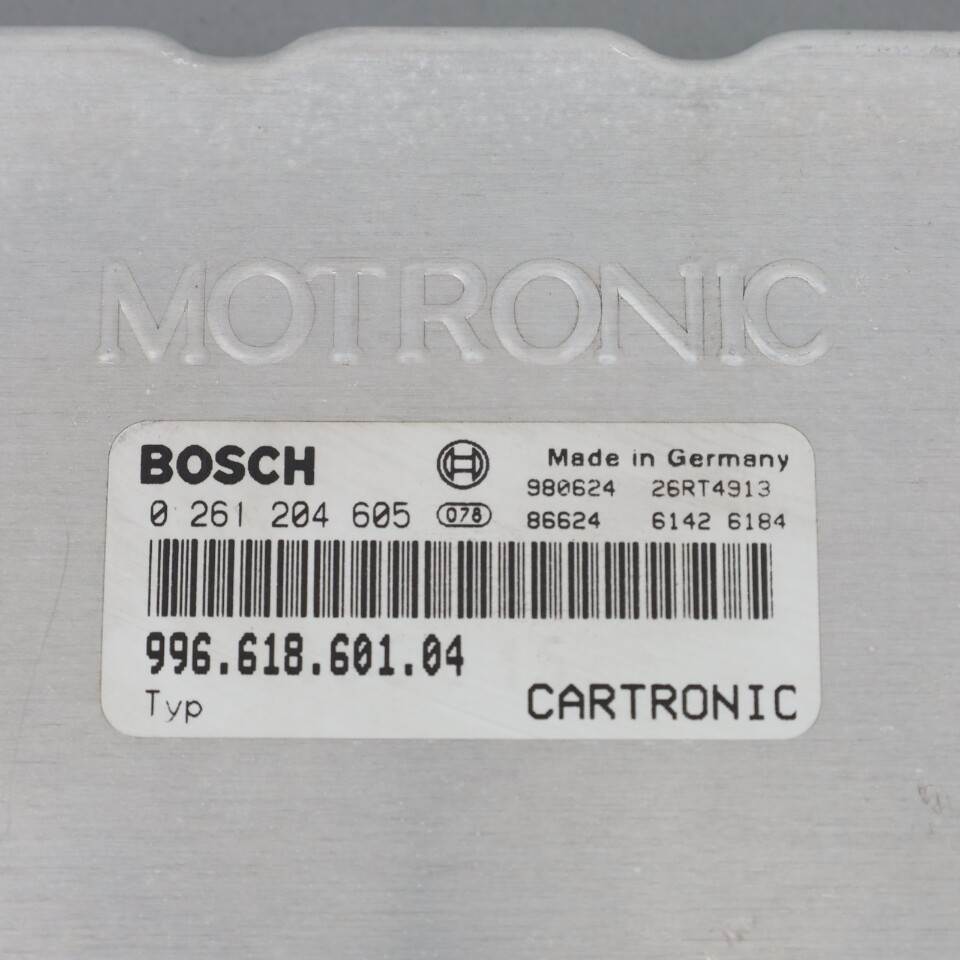 MOTRONIC
BOSCH Made in Germany
980624 26RT4913
0 261 204 605 078 86624 6142 6184
996.618.601.04
Typ CARTRONIC